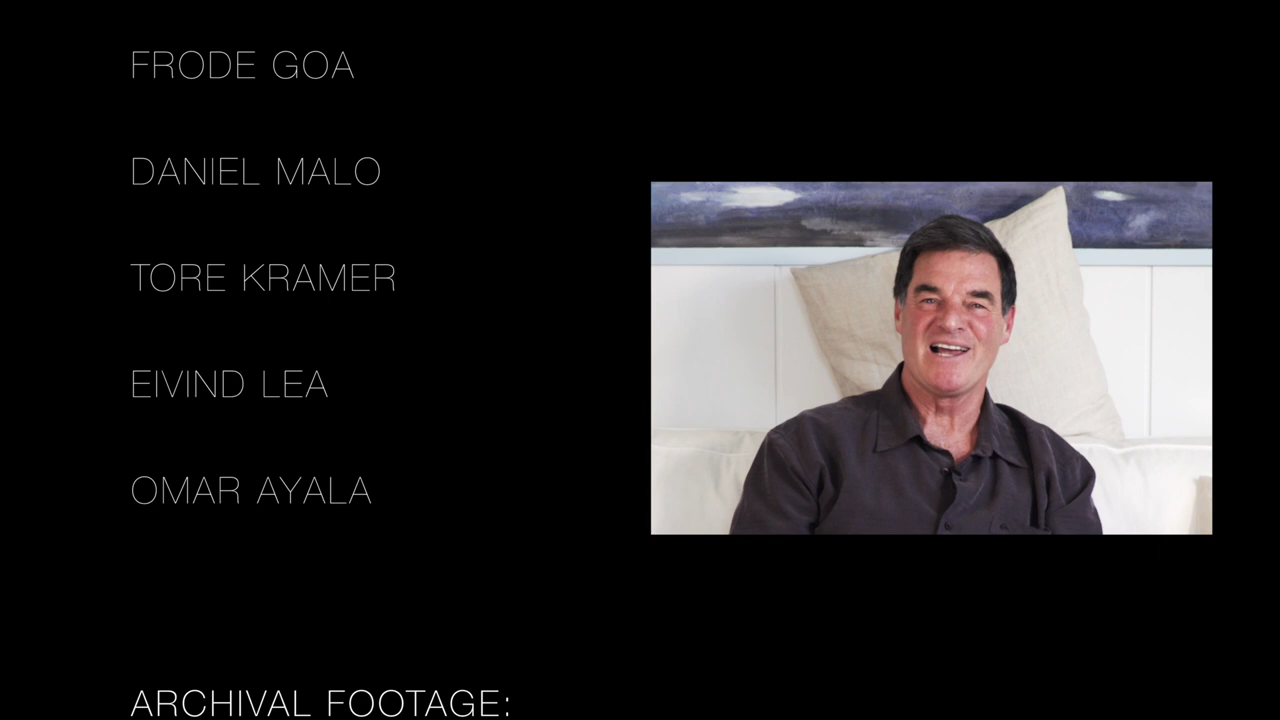 FRODE GOA
DANIEL MALO
TORE KRAMER
EIVIND LEA
OMAR AYALA
ARCHIVAL FOOTAGE: